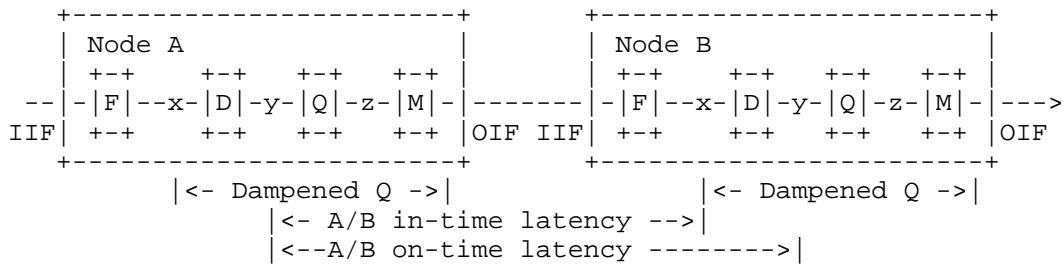 +------------------------+         +------------------------+
   | Node A                 |         | Node B                 |
   |  +-+     +-+   +-+   +-+ |       |  +-+     +-+   +-+   +-+ |
 --|-|F|--x-|D|-y-|Q|-z-|M|-|-------|-|F|--x-|D|-y-|Q|-z-|M|-|--->
IIF|  +-+     +-+   +-+   +-+ |OIF IIF|  +-+     +-+   +-+   +-+ |OIF
   +------------------------+         +------------------------+
          |<- Dampened Q ->|                |<- Dampened Q ->|
                |<- A/B in-time latency -->|
                |<--A/B on-time latency -------->|